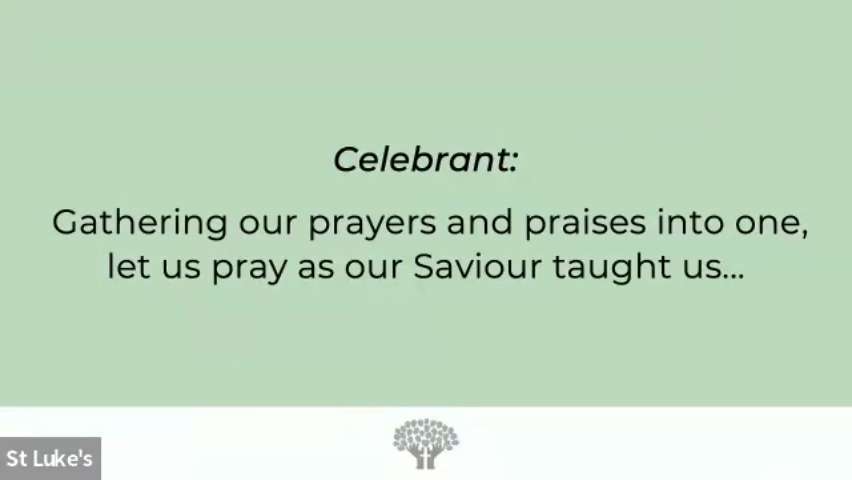 Celebrant:
Gathering our prayers and praises into one,
let us pray as our Saviour taught us...
St Luke's